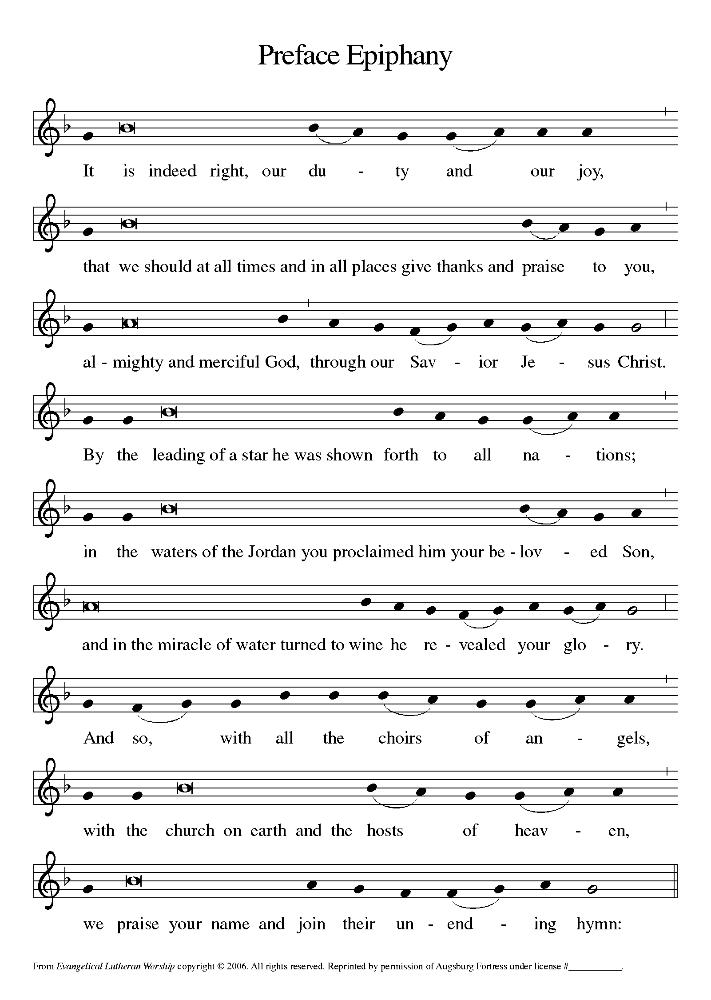 Preface Epiphany
It is indeed right, our du - ty and our joy,
that we should at all times and in all places give thanks and praise to you,
al - mighty and merciful God, through our Sav - ior Je - sus Christ.
By the leading of a star he was shown forth to all na - tions;
in the waters of the Jordan you proclaimed him your be - lov - ed Son,
and in the miracle of water turned to wine he re - vealed your glo - ry.
And so, with all the choirs of an - gels,
with the church on earth and the hosts of heav - en,
we praise your name and join their un - end - ing hymn:
From Evangelical Lutheran Worship copyright © 2006. All rights reserved. Reprinted by permission of Augsburg Fortress under license #___________.